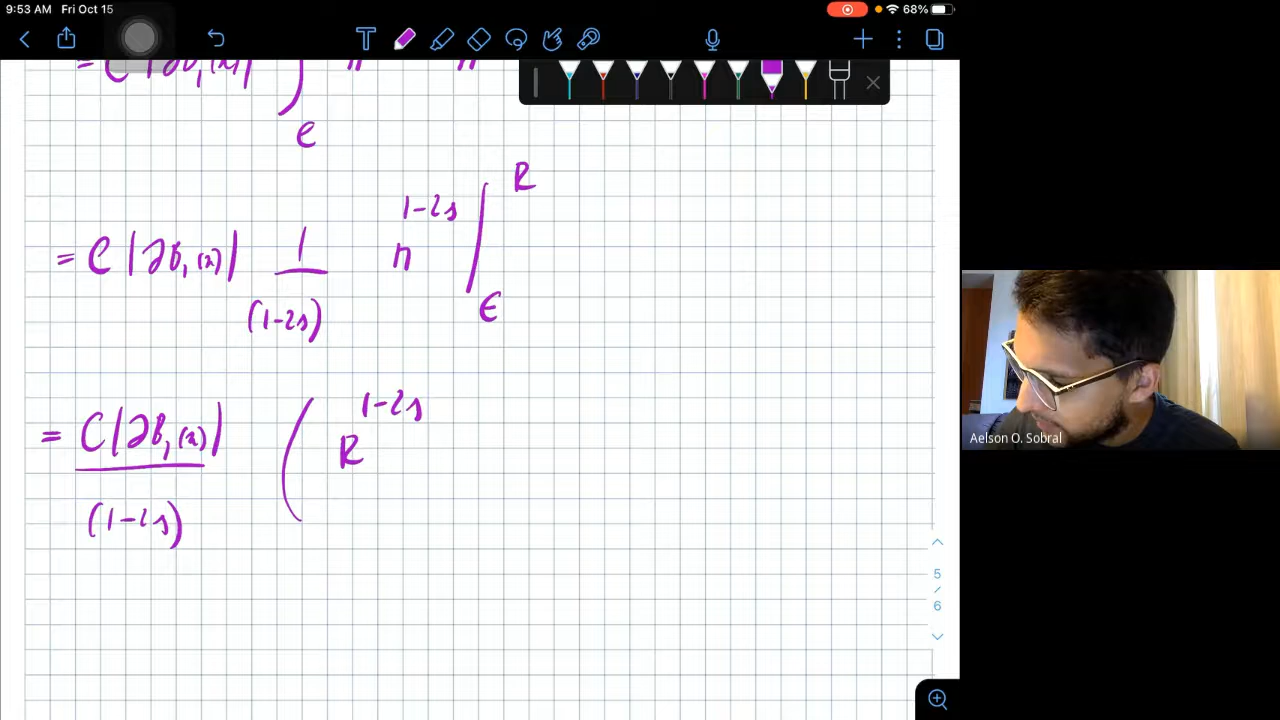 9:53 AM Fri Oct 15
68%
= C |∂B₁(x)| ∫
ϵ
= C |∂B₁(x)| 1/(1-2s) r^{1-2s} |_ϵ^R
= C|∂B₁(x)|/(1-2s) ( R^{1-2s}
Aelson O. Sobral
5
6